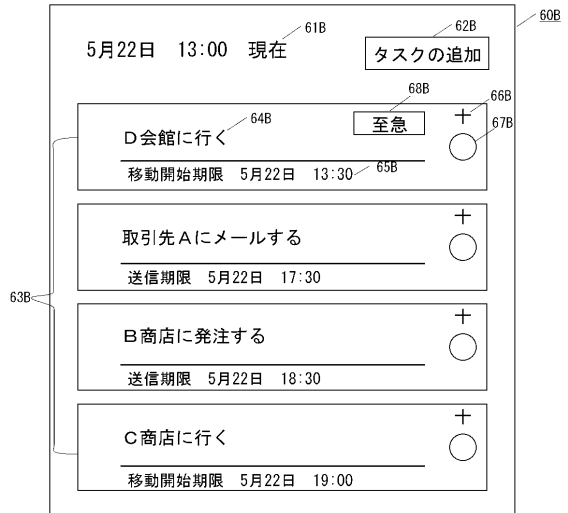 60B
61B
62B
5月22日　13:00　現在
タスクの追加
68B
66B
至急
67B
64B
D会館に行く
移動開始期限　5月22日　13:30
65B
取引先Aにメールする
送信期限　5月22日　17:30
63B
B商店に発注する
送信期限　5月22日　18:30
C商店に行く
移動開始期限　5月22日　19:00